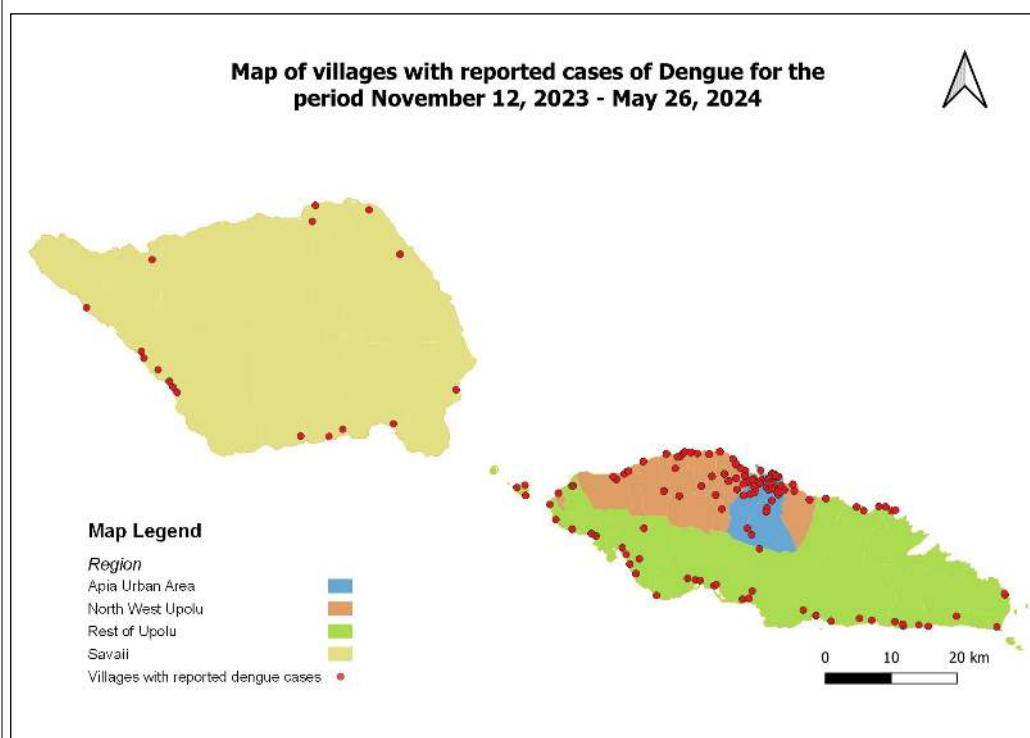 Map of villages with reported cases of Dengue for the
period November 12, 2023 - May 26, 2024
Map Legend
Region
Apia Urban Area
North West Upolu
Rest of Upolu
Savaii
Villages with reported dengue cases
0 10 20 km